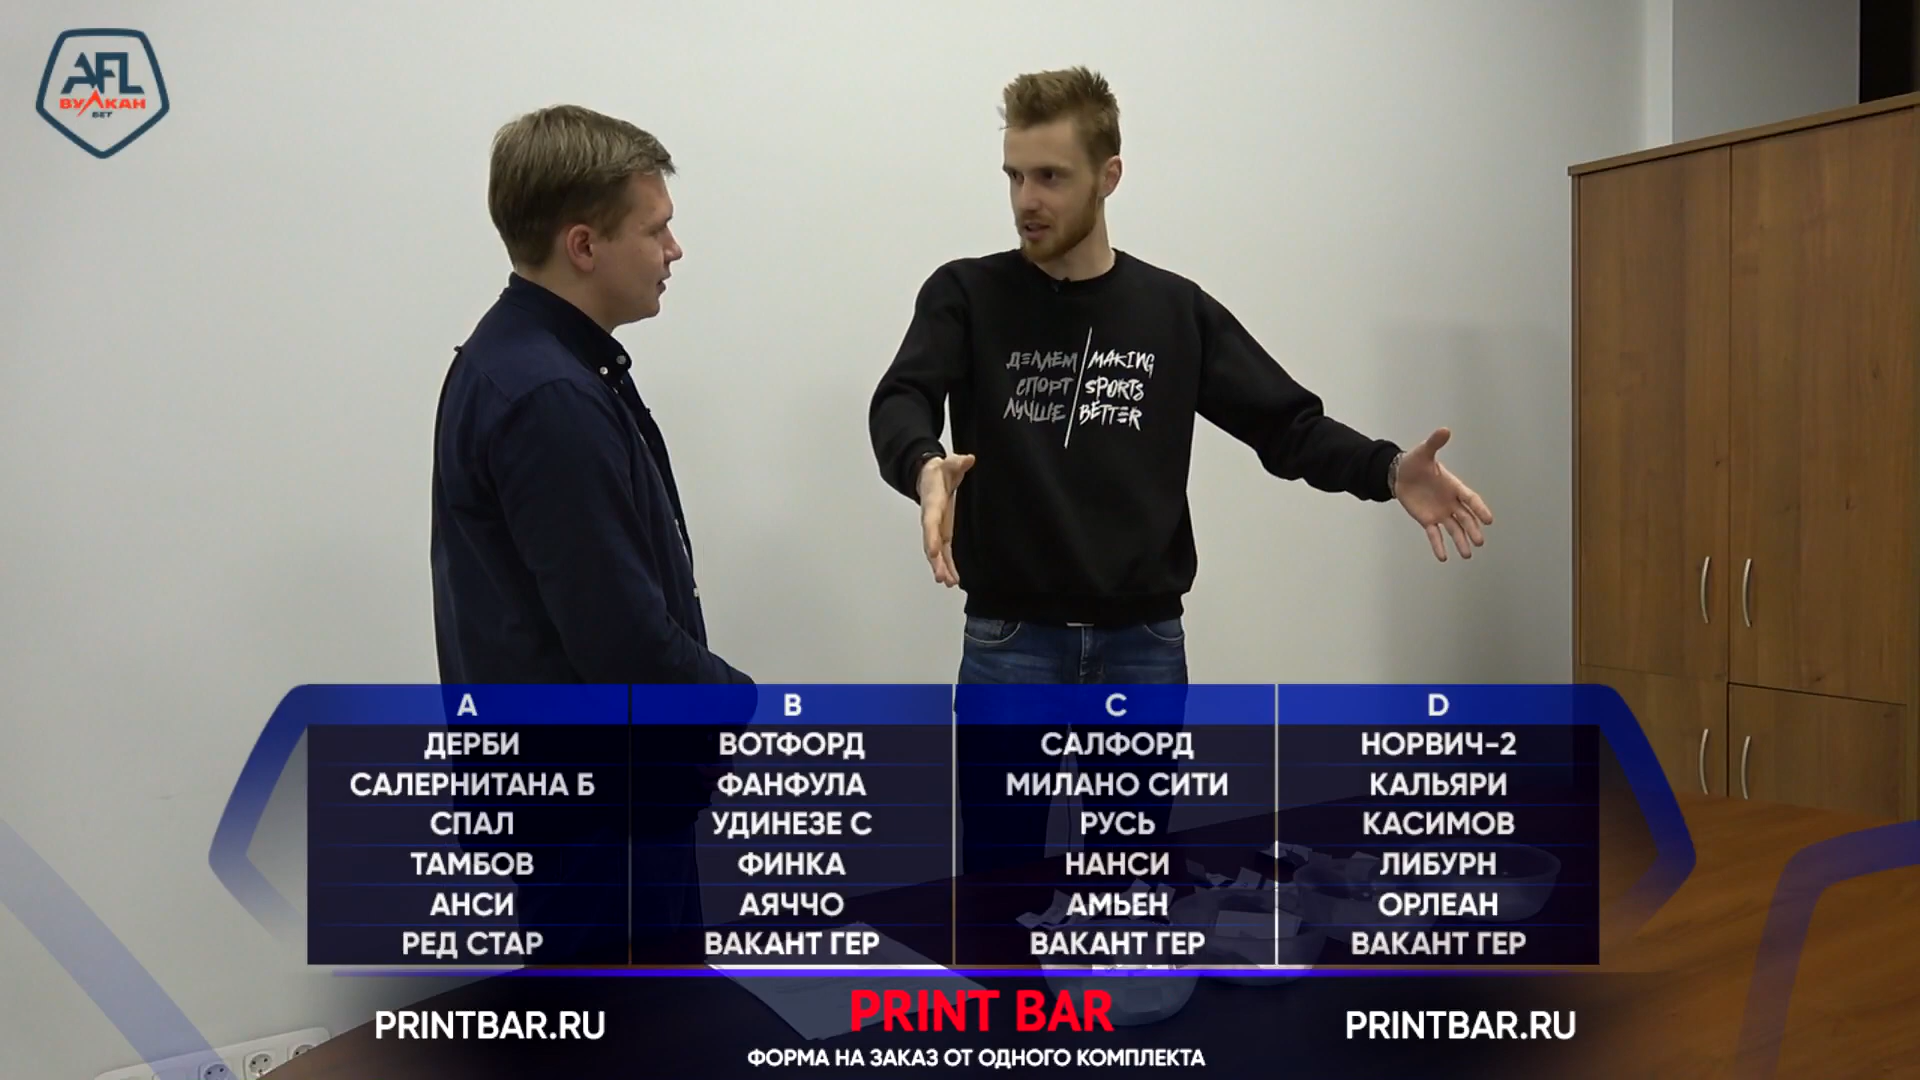 AFL
ВУЛКАН
БЕТ
ДЕЛАЕМ
СПОРТ
ЛУЧШЕ
MAKING
SPORTS
BETTER
A B C D
ДЕРБИ ВОТФОРД САЛФОРД НОРВИЧ-2
САЛЕРНИТАНА Б ФАНФУЛА МИЛАНО СИТИ КАЛЬЯРИ
СПАЛ УДИНЕЗЕ С РУСЬ КАСИМОВ
ТАМБОВ ФИНКА НАНСИ ЛИБУРН
АНСИ АЯЧЧО АМЬЕН ОРЛЕАН
РЕД СТАР ВАКАНТ ГЕР ВАКАНТ ГЕР ВАКАНТ ГЕР
PRINTBAR.RU PRINT BAR PRINTBAR.RU
ФОРМА НА ЗАКАЗ ОТ ОДНОГО КОМПЛЕКТА